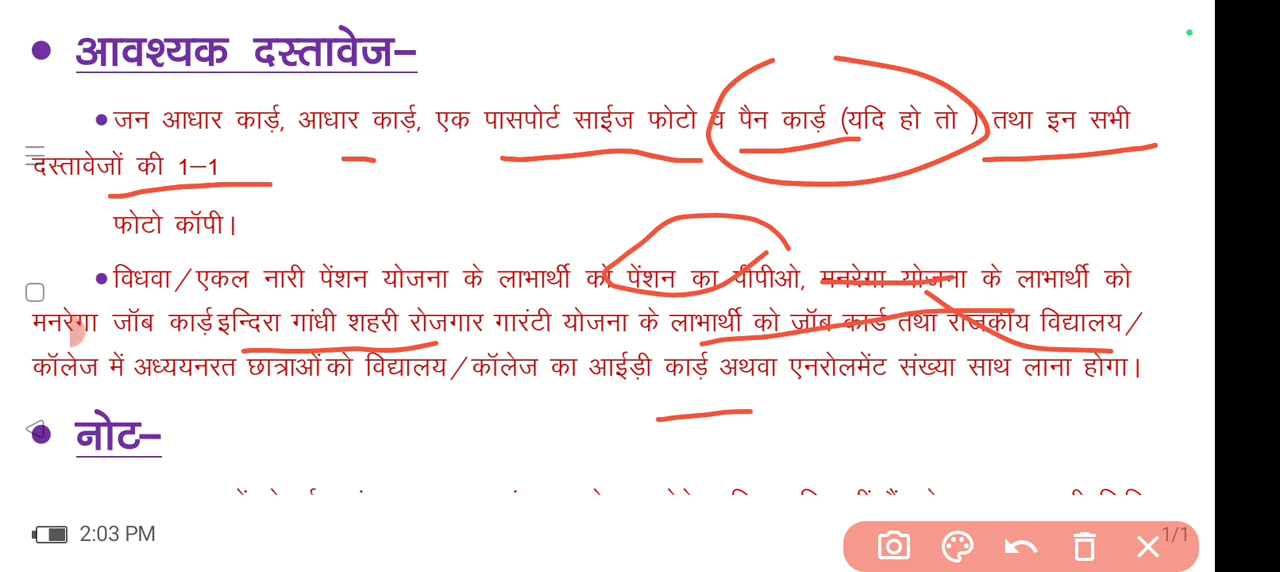 आवश्यक दस्तावेज–
जन आधार कार्ड़, आधार कार्ड़, एक पासपोर्ट साईज फोटो व पैन कार्ड़ (यदि हो तो ) तथा इन सभी
दस्तावेजों की 1–1
फोटो कॉपी।
विधवा/एकल नारी पेंशन योजना के लाभार्थी को पेंशन का पीपीओ, मनरेगा योजना के लाभार्थी को
मनरेगा जॉब कार्ड़ इन्दिरा गांधी शहरी रोजगार गारंटी योजना के लाभार्थी को जॉब कार्ड तथा राजकीय विद्यालय/
कॉलेज में अध्ययनरत छात्राओं को विद्यालय/कॉलेज का आईड़ी कार्ड़ अथवा एनरोलमेंट संख्या साथ लाना होगा।
नोट–
2:03 PM
1/1